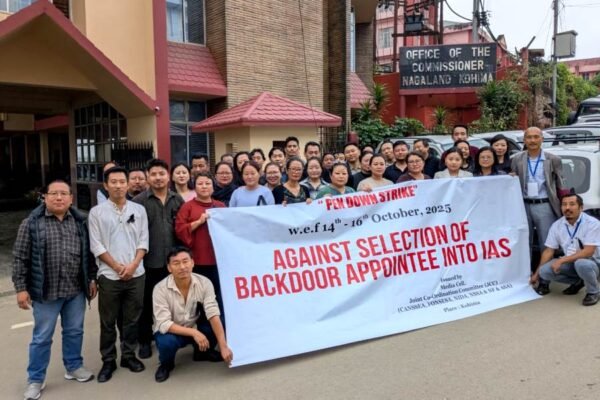 OFFICE OF THE
COMMISSIONER
NAGALAND KOHIMA
"PEN DOWN STRIKE"
w.e.f 14th - 16th October, 2025
AGAINST SELECTION OF
BACKDOOR APPOINTEE INTO IAS
Issued by
Media Cell,
Joint Co-Ordination Committee (JCC)
Place : Kohima